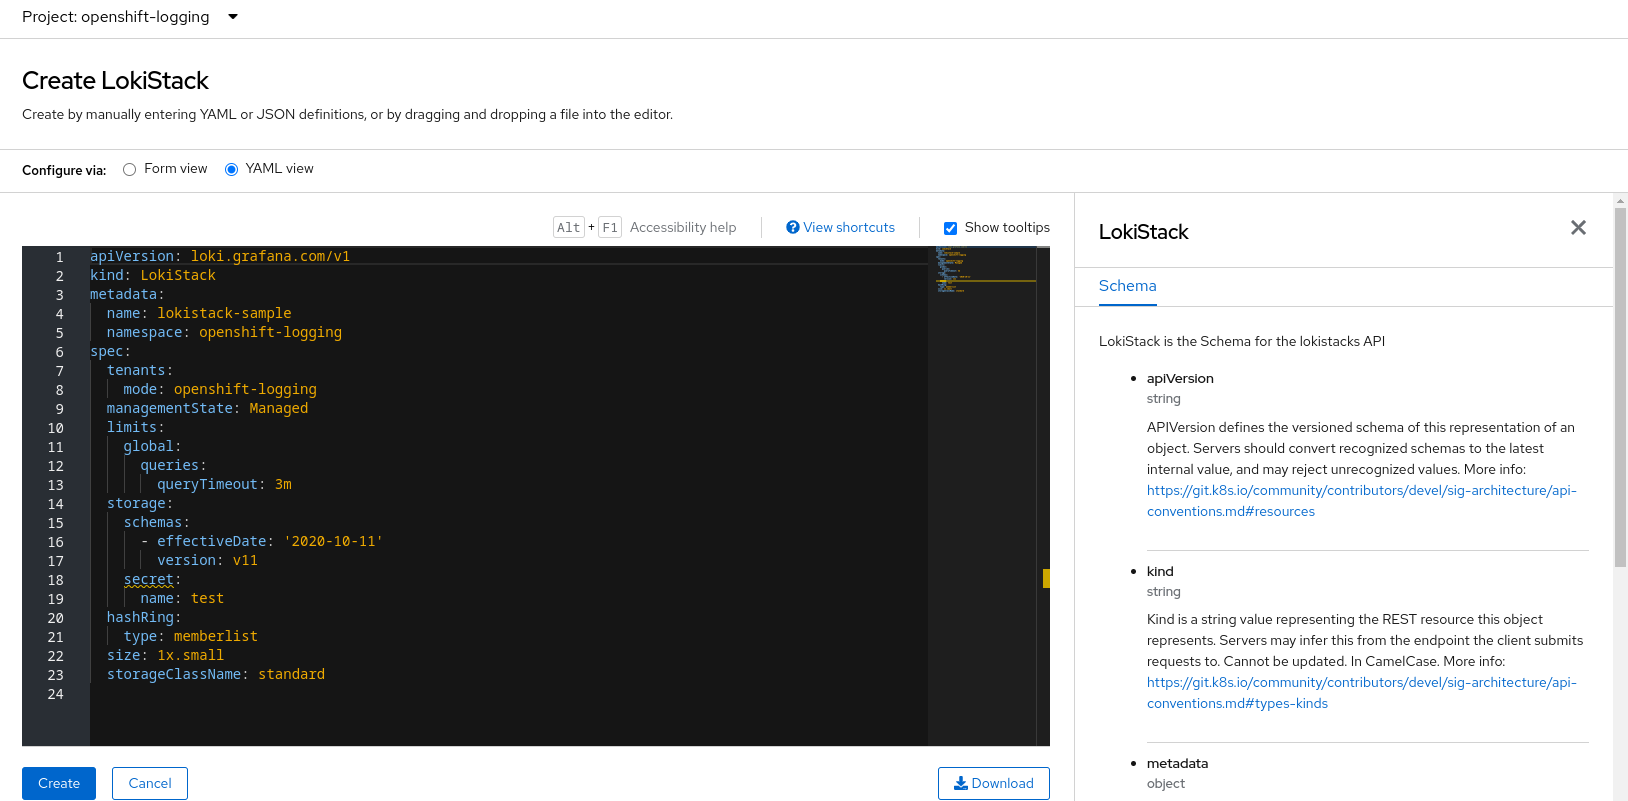 Project: openshift-logging
Create LokiStack
Create by manually entering YAML or JSON definitions, or by dragging and dropping a file into the editor.
Configure via: Form view YAML view
Alt + F1 Accessibility help View shortcuts Show tooltips
1 apiVersion: loki.grafana.com/v1
2 kind: LokiStack
3 metadata:
4   name: lokistack-sample
5   namespace: openshift-logging
6 spec:
7   tenants:
8     mode: openshift-logging
9   managementState: Managed
10   limits:
11     global:
12       queries:
13         queryTimeout: 3m
14   storage:
15     schemas:
16       - effectiveDate: '2020-10-11'
17         version: v11
18     secret:
19       name: test
20   hashRing:
21     type: memberlist
22   size: 1x.small
23   storageClassName: standard
24
Create Cancel Download
LokiStack
Schema
LokiStack is the Schema for the lokistacks API
• apiVersion
string
APIVersion defines the versioned schema of this representation of an
object. Servers should convert recognized schemas to the latest
internal value, and may reject unrecognized values. More info:
https://git.k8s.io/community/contributors/devel/sig-architecture/api-
conventions.md#resources
• kind
string
Kind is a string value representing the REST resource this object
represents. Servers may infer this from the endpoint the client submits
requests to. Cannot be updated. In CamelCase. More info:
https://git.k8s.io/community/contributors/devel/sig-architecture/api-
conventions.md#types-kinds
• metadata
object